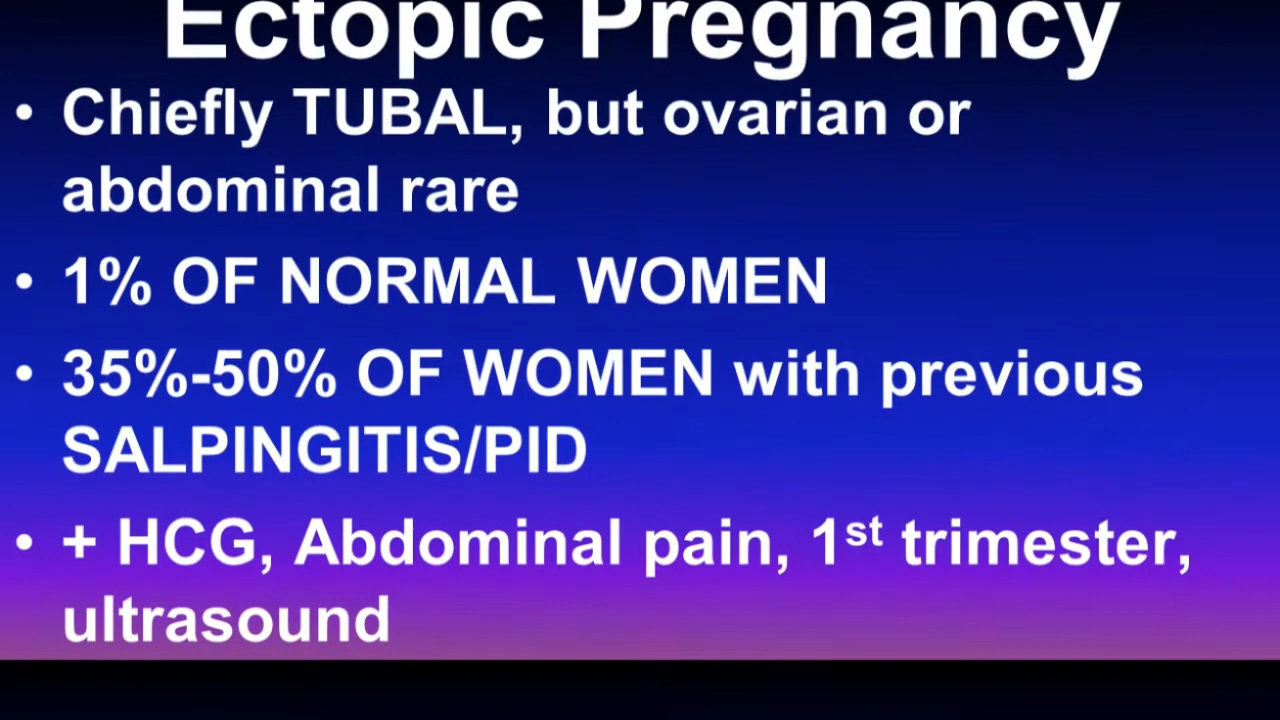 Ectopic Pregnancy
• Chiefly TUBAL, but ovarian or
abdominal rare
• 1% OF NORMAL WOMEN
• 35%-50% OF WOMEN with previous
SALPINGITIS/PID
• + HCG, Abdominal pain, 1st trimester,
ultrasound